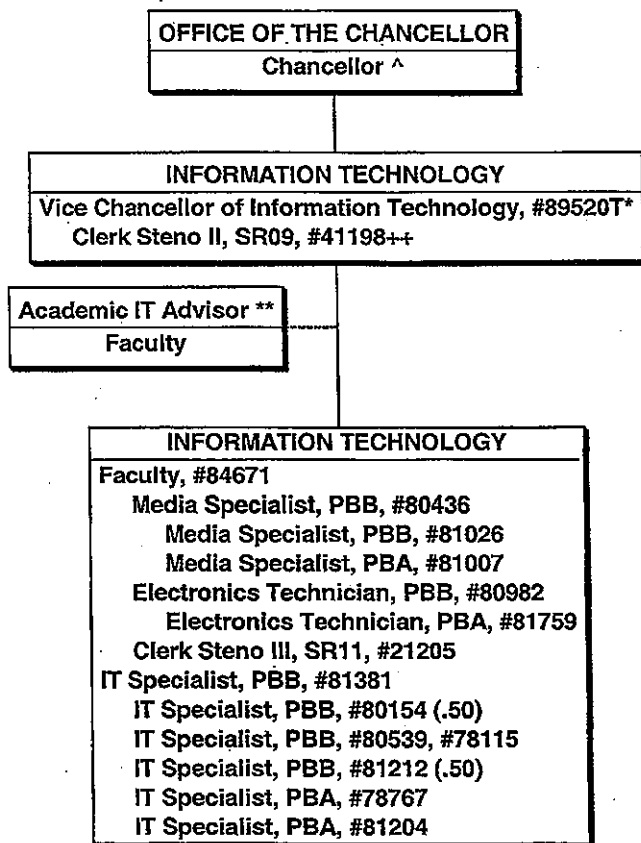 OFFICE OF THE CHANCELLOR
Chancellor ^
INFORMATION TECHNOLOGY
Vice Chancellor of Information Technology, #89520T*
Clerk Steno II, SR09, #41198++
Academic IT Advisor **
Faculty
INFORMATION TECHNOLOGY
Faculty, #84671
Media Specialist, PBB, #80436
Media Specialist, PBB, #81026
Media Specialist, PBA, #81007
Electronics Technician, PBB, #80982
Electronics Technician, PBA, #81759
Clerk Steno III, SR11, #21205
IT Specialist, PBB, #81381
IT Specialist, PBB, #80154 (.50)
IT Specialist, PBB, #80539, #78115
IT Specialist, PBB, #81212 (.50)
IT Specialist, PBA, #78767
IT Specialist, PBA, #81204